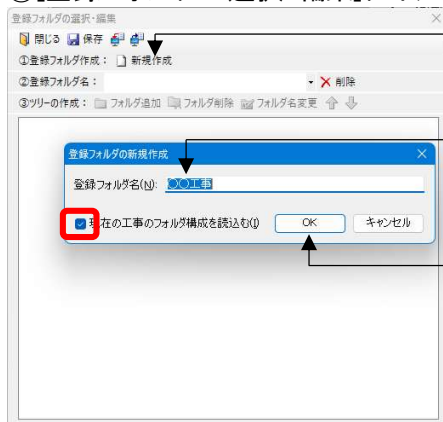 登録フォルダの選択・編集
閉じる 保存
①登録フォルダ作成： 新規作成
②登録フォルダ名： 削除
③ツリーの作成： フォルダ追加 フォルダ削除 フォルダ名変更
登録フォルダの新規作成
登録フォルダ名(N): 〇〇工事
現在の工事のフォルダ構成を読込む(I) OK キャンセル